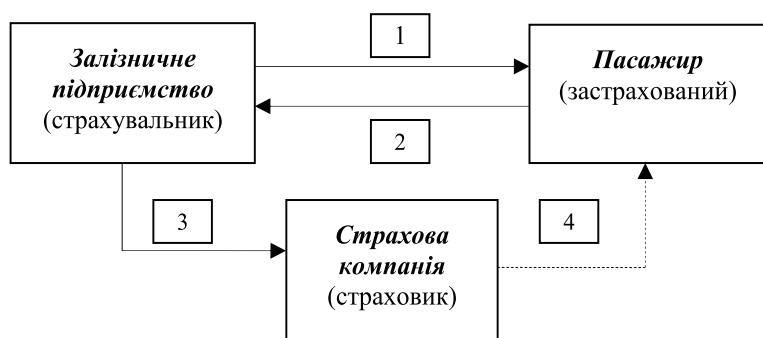 1
Залізничне
підприємство
(страхувальник)
Пасажир
(застрахований)
2
3
Страхова
компанія
(страховик)
4